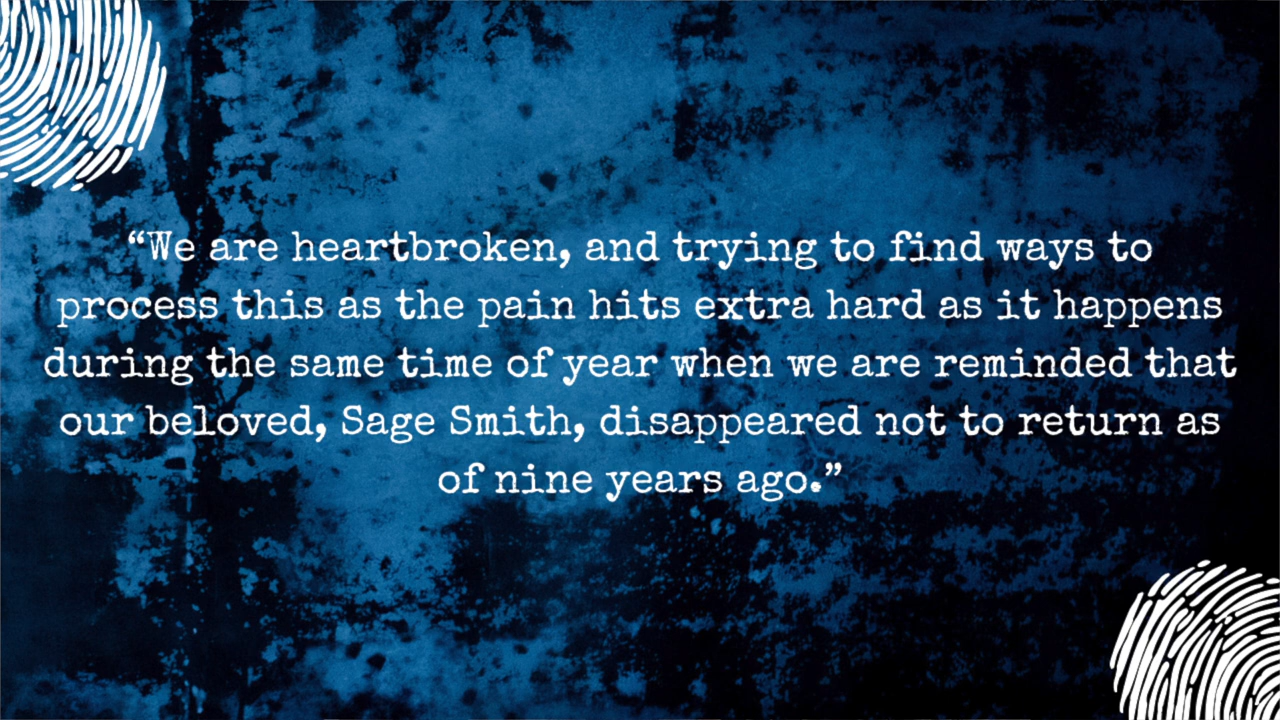 “We are heartbroken, and trying to find ways to
process this as the pain hits extra hard as it happens
during the same time of year when we are reminded that
our beloved, Sage Smith, disappeared not to return as
of nine years ago.”